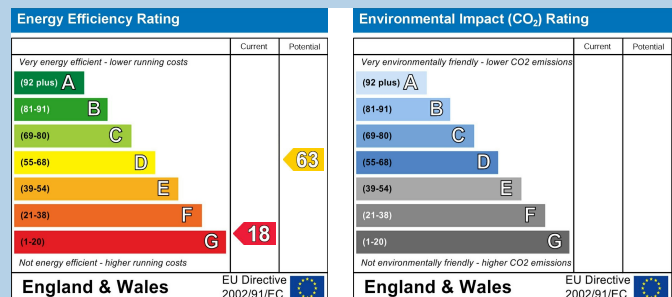 Energy Efficiency Rating
Current Potential
Very energy efficient - lower running costs
(92 plus) A
(81-91) B
(69-80) C
(55-68) D
63
(39-54) E
(21-38) F
(1-20) G
18
Not energy efficient - higher running costs
England & Wales
EU Directive
2002/91/EC
Environmental Impact (CO₂) Rating
Current Potential
Very environmentally friendly - lower CO2 emissions
(92 plus) A
(81-91) B
(69-80) C
(55-68) D
(39-54) E
(21-38) F
(1-20) G
Not environmentally friendly - higher CO2 emissions
England & Wales
EU Directive
2002/91/EC